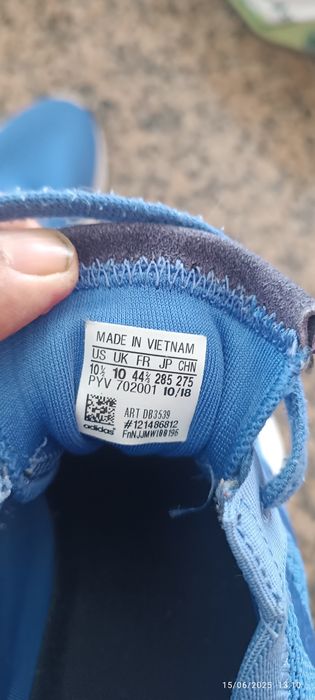 MADE IN VIETNAM
US UK FR JP CHN
10½ 10 44⅔ 285 275
PYV 702001 10/18
ART DB3539
#121486812
adidas FnNJJMWI88196
15/06/2025 13:10